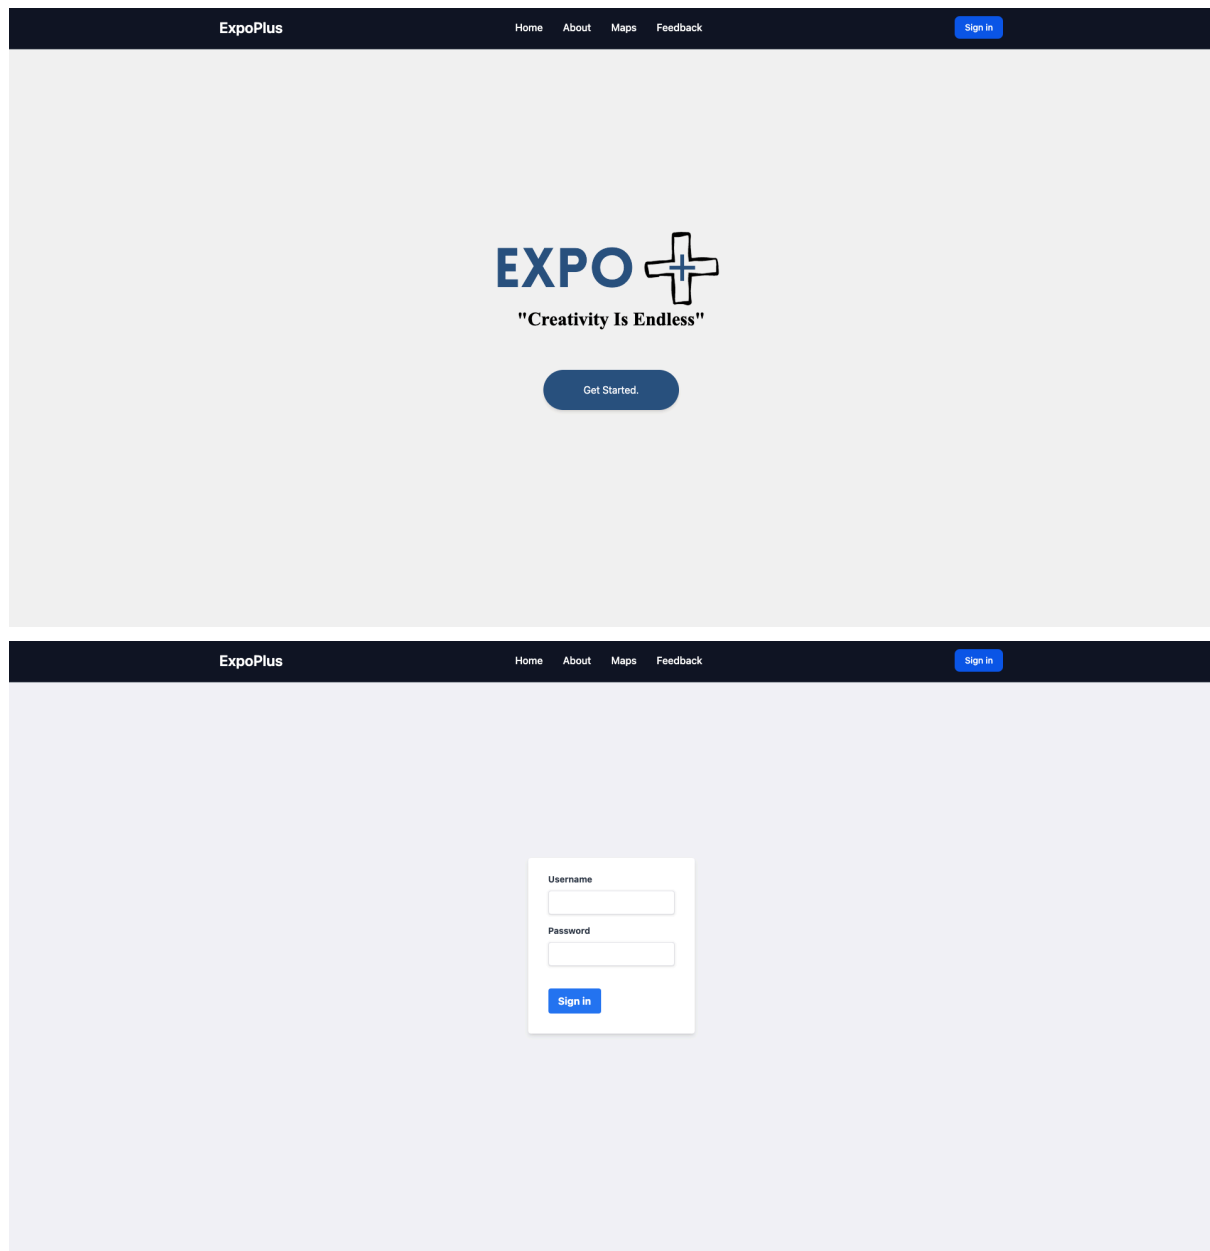 ExpoPlus Home About Maps Feedback Sign in
EXPO +
"Creativity Is Endless"
Get Started.
ExpoPlus Home About Maps Feedback Sign in
Username
Password
Sign in